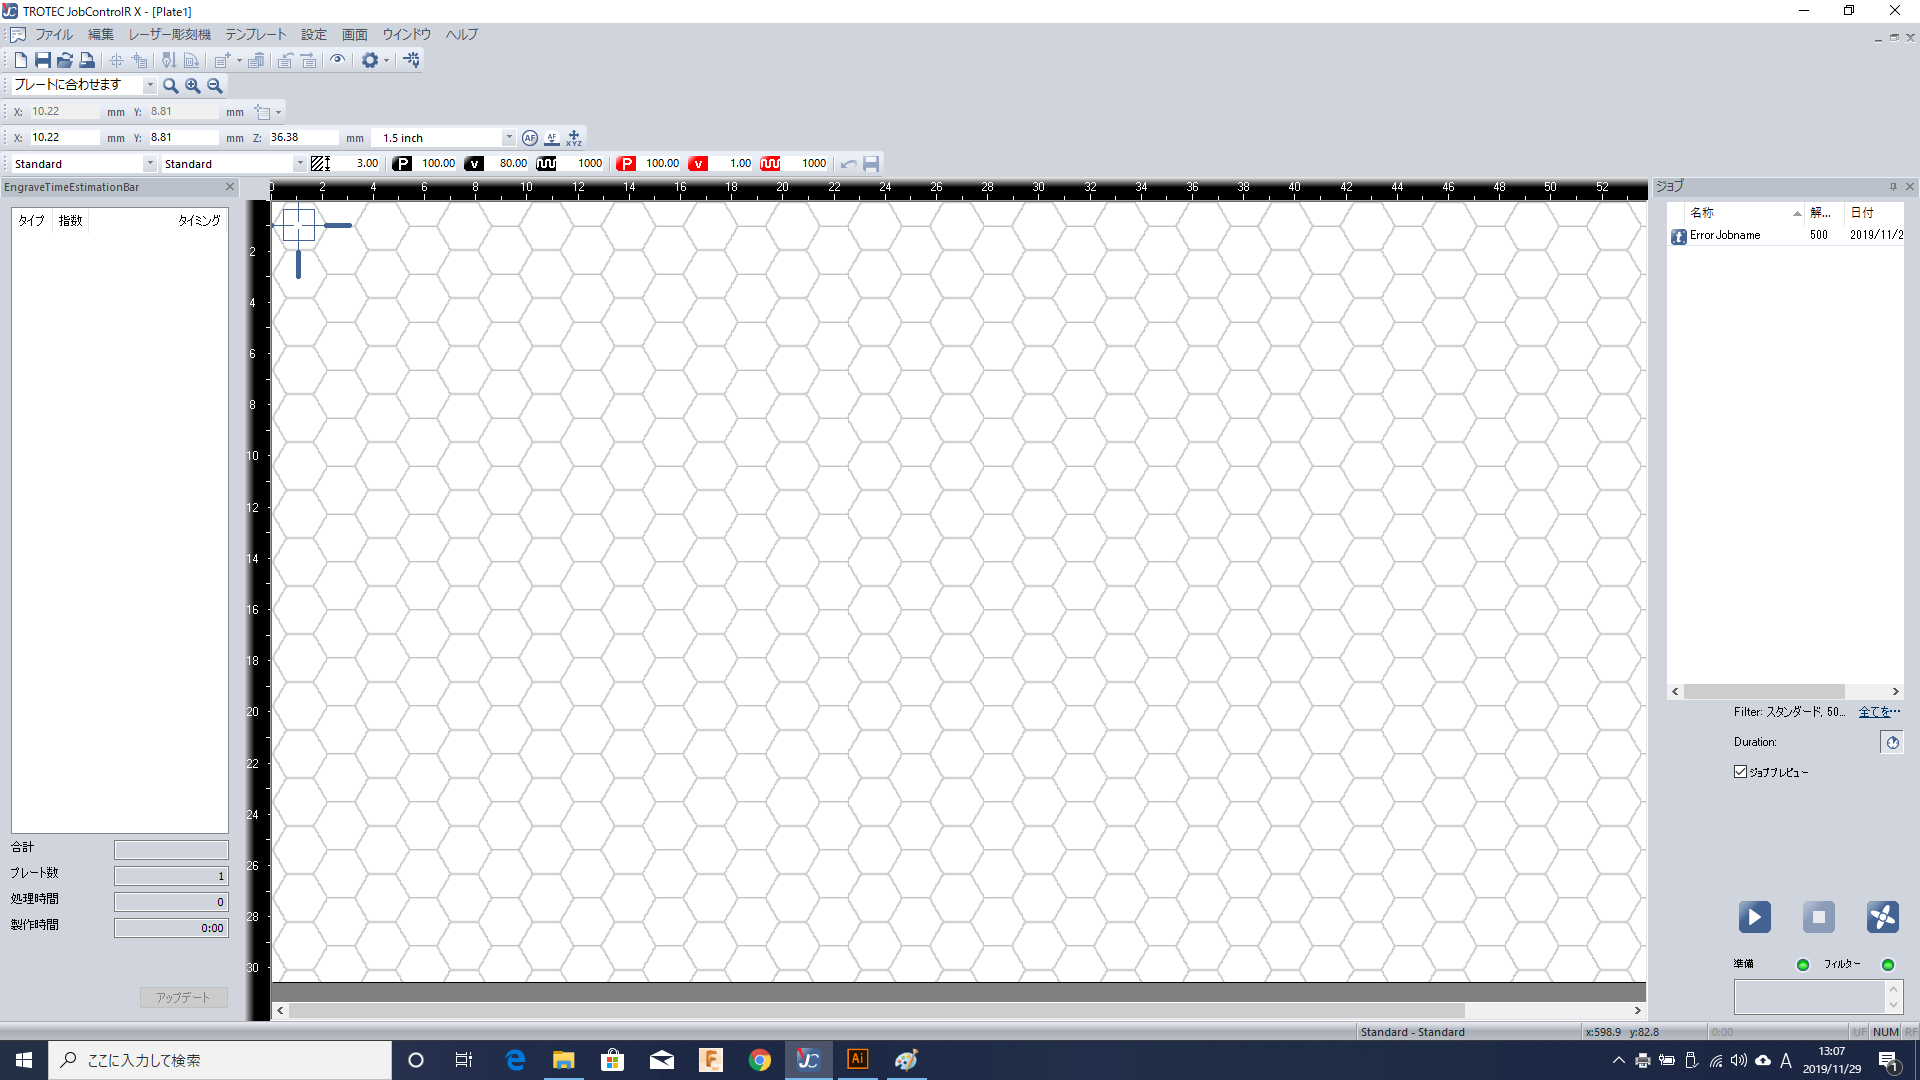 TROTEC JobControlR X - [Plate1]
ファイル 編集 レーザー彫刻機 テンプレート 設定 画面 ウインドウ ヘルプ
プレートに合わせます
X: 10.22 mm Y: 8.81 mm
X: 10.22 mm Y: 8.81 mm Z: 36.38 mm 1.5 inch AF AF XYZ
Standard Standard 3.00 P 100.00 v 80.00 1000 P 100.00 v 1.00 1000
EngraveTimeEstimationBar
タイプ 指数 タイミング
合計
プレート数 1
処理時間 0
製作時間 0:00
アップデート
0 2 4 6 8 10 12 14 16 18 20 22 24 26 28 30 32 34 36 38 40 42 44 46 48 50 52
2
4
6
8
10
12
14
16
18
20
22
24
26
28
30
ジョブ
名称 解... 日付
ErrorJobname 500 2019/11/2
Filter: スタンダード, 50... 全てを...
Duration:
ジョブプレビュー
準備 フィルター
Standard - Standard x:598.9 y:82.8 0:00 UF NUM RF
ここに入力して検索
Ai
A 13:07
2019/11/29
1